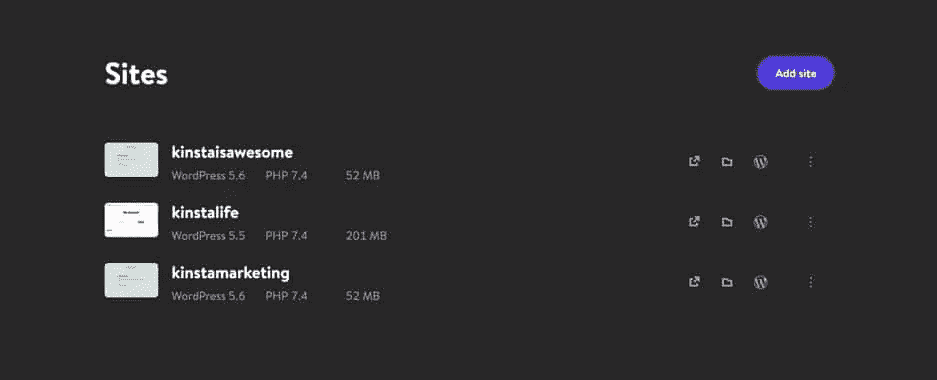 Sites
Add site
kinstaisawesome
WordPress 5.6 PHP 7.4 52 MB
kinstalife
WordPress 5.5 PHP 7.4 201 MB
kinstamarketing
WordPress 5.6 PHP 7.4 52 MB